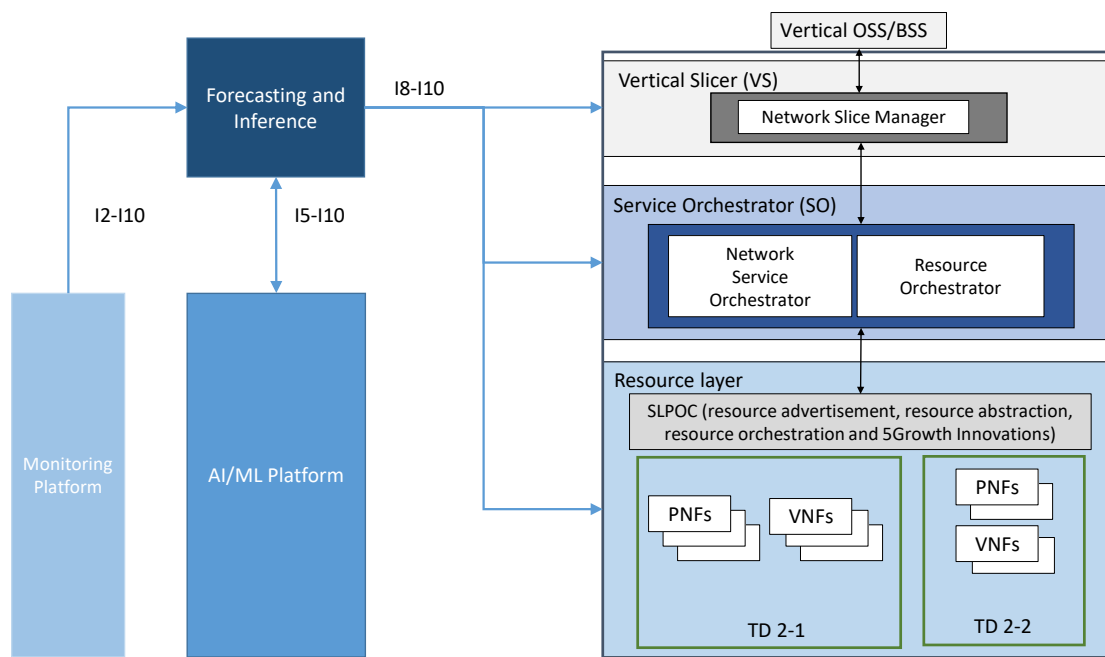 Vertical OSS/BSS
Forecasting and
Inference
I8-I10
Vertical Slicer (VS)
Network Slice Manager
I2-I10
I5-I10
Service Orchestrator (SO)
Network
Service
Orchestrator
Resource
Orchestrator
Monitoring
Platform
AI/ML Platform
Resource layer
SLPOC (resource advertisement, resource abstraction,
resource orchestration and 5Growth Innovations)
PNFs
VNFs
TD 2-1
PNFs
VNFs
TD 2-2